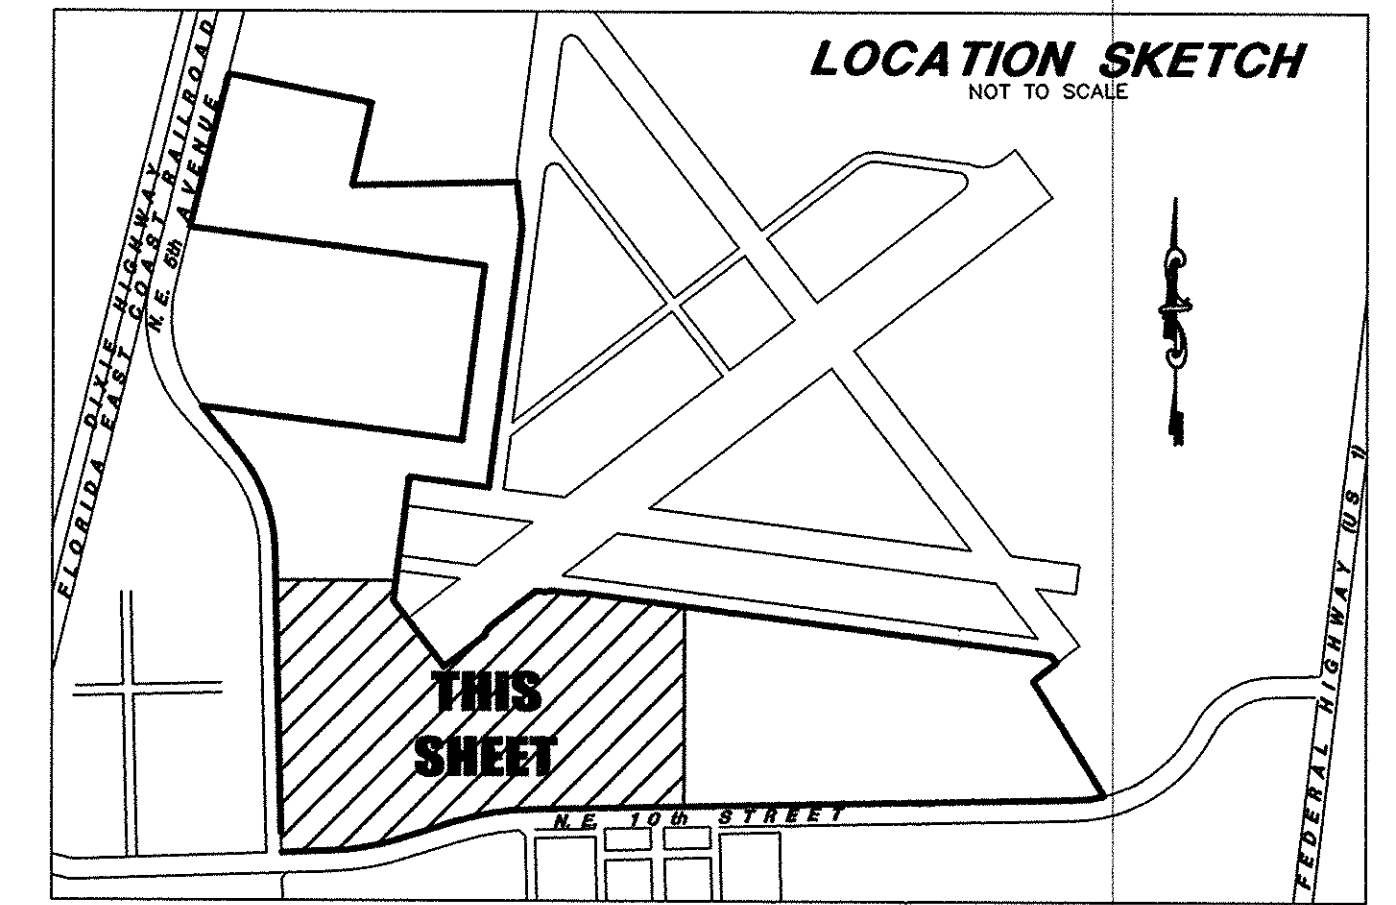 LOCATION SKETCH
NOT TO SCALE
DIXIE HIGHWAY
FLORIDA EAST COAST RAILROAD
N.E. 5th AVENUE
THIS
SHEET
N.E. 10th STREET
FEDERAL HIGHWAY (US 1)